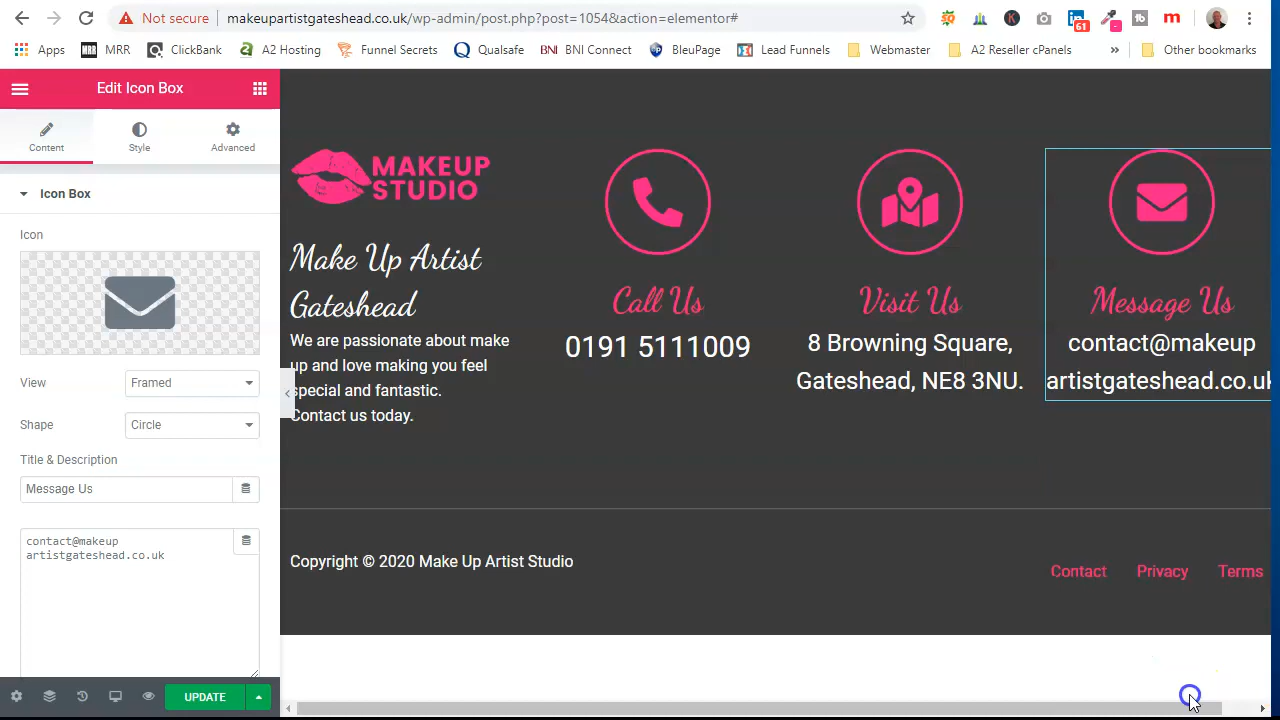 Not secure
makeupartistgateshead.co.uk/wp-admin/post.php?post=1054&action=elementor#
61
Apps
MRR
MRR
ClickBank
A2 Hosting
Funnel Secrets
Qualsafe
BNI
BNI Connect
BleuPage
Lead Funnels
Webmaster
A2 Reseller cPanels
»
Other bookmarks
Edit Icon Box
Content
Style
Advanced
Icon Box
Icon
View
Framed
Shape
Circle
Title & Description
Message Us
contact@makeup
artistgateshead.co.uk
UPDATE
MAKEUP
STUDIO
Make Up Artist
Gateshead
We are passionate about make
up and love making you feel
special and fantastic.
Contact us today.
Call Us
0191 5111009
Visit Us
8 Browning Square,
Gateshead, NE8 3NU.
Message Us
contact@makeup
artistgateshead.co.uk
Copyright © 2020 Make Up Artist Studio
Contact
Privacy
Terms